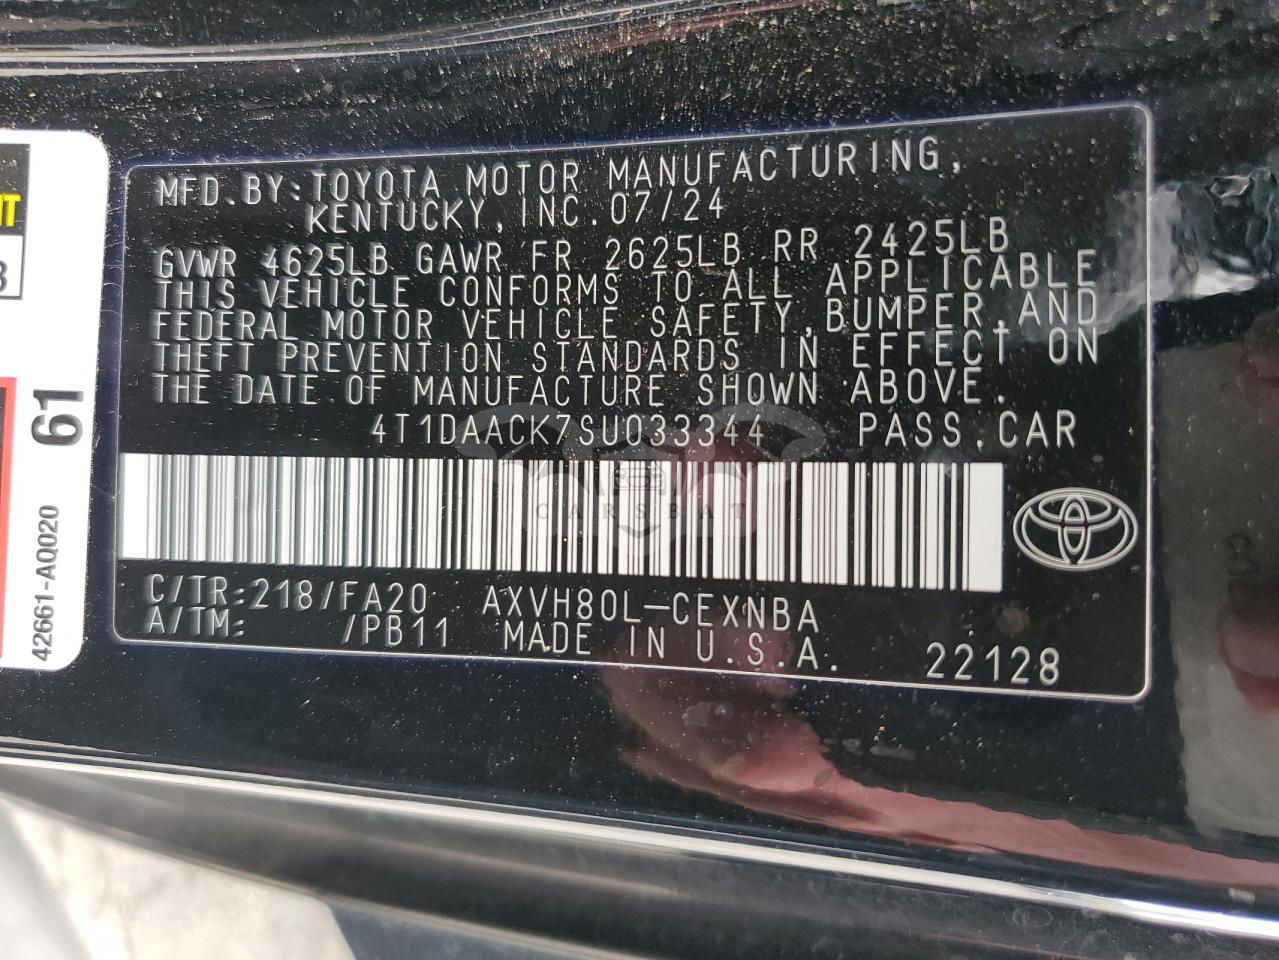 MFD.BY:TOYOTA MOTOR MANUFACTURING,
KENTUCKY, INC. 07/24
GVWR 4625LB GAWR FR 2625LB RR 2425LB
THIS VEHICLE CONFORMS TO ALL APPLICABLE
FEDERAL MOTOR VEHICLE SAFETY, BUMPER, AND
THEFT PREVENTION STANDARDS IN EFFECT ON
THE DATE OF MANUFACTURE SHOWN ABOVE.
4T1DAACK7SU033344 PASS.CAR
CARSBAT
C/TR:218/FA20 AXVH80L-CEXNBA
A/TM: /PB11 MADE IN U.S.A. 22128
61
42661-AQ020